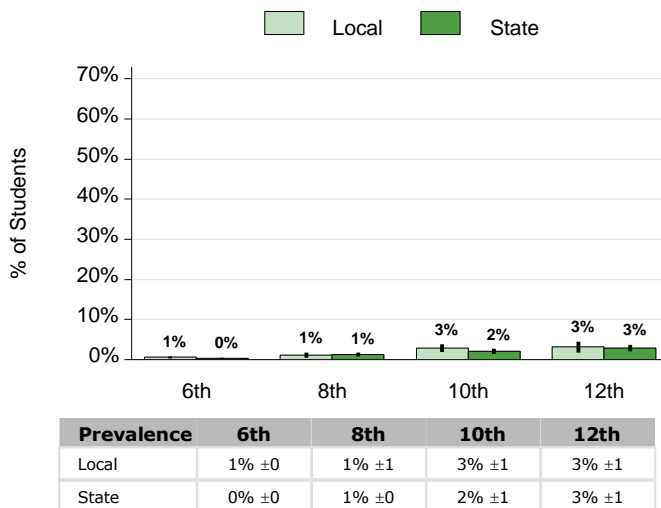 Local State
% of Students
70%
60%
50%
40%
30%
20%
10%
0%
1% 0% 1% 1% 3% 2% 3% 3%
6th 8th 10th 12th
Prevalence 6th 8th 10th 12th
Local 1% ±0 1% ±1 3% ±1 3% ±1
State 0% ±0 1% ±0 2% ±1 3% ±1